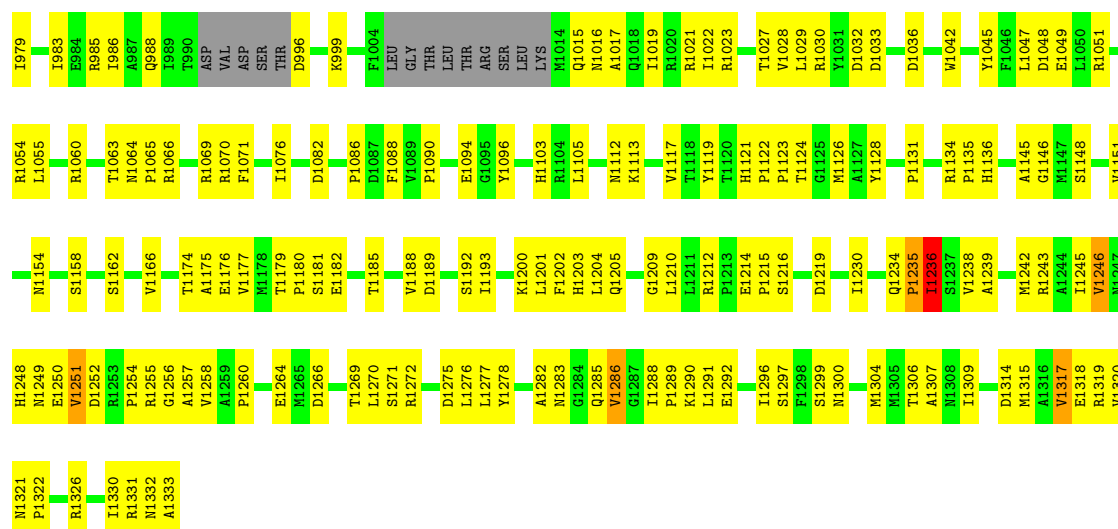 I979 I983 E984 R985 I986 A987 Q988 I989 T990 ASP VAL ASP SER THR D996 K999 F1004 LEU GLY THR LEU THR ARG SER LEU LYS M1014 Q1015 N1016 A1017 Q1018 I1019 R1020 R1021 I1022 R1023 T1027 V1028 L1029 R1030 Y1031 D1032 D1033 D1036 W1042 Y1045 F1046 L1047 D1048 E1049 L1050 R1051
R1054 L1055 R1060 T1063 N1064 P1065 R1066 R1069 R1070 F1071 I1076 D1082 P1086 D1087 F1088 V1089 P1090 E1094 G1095 Y1096 H1103 R1104 L1105 N1112 K1113 V1117 T1118 Y1119 T1120 H1121 P1122 P1123 T1124 G1125 M1126 A1127 Y1128 P1131 R1134 P1135 H1136 A1145 G1146 M1147 S1148 V1151
N1154 S1158 S1162 V1166 T1174 A1175 E1176 V1177 M1178 T1179 P1180 S1181 E1182 T1185 V1188 D1189 S1192 I1193 K1200 L1201 F1202 H1203 L1204 Q1205 G1209 L1210 L1211 R1212 P1213 E1214 P1215 S1216 D1219 I1230 Q1234 P1235 I1236 S1237 V1238 A1239 M1242 R1243 A1244 I1245 V1246 N1247
H1248 N1249 E1250 V1251 D1252 R1253 P1254 R1255 G1256 A1257 V1258 A1259 P1260 E1264 M1265 D1266 T1269 L1270 S1271 R1272 D1275 L1276 L1277 Y1278 A1282 N1283 G1284 Q1285 V1286 G1287 I1288 P1289 K1290 L1291 E1292 I1296 S1297 F1298 S1299 N1300 M1304 M1305 T1306 A1307 N1308 I1309 D1314 M1315 A1316 V1317 E1318 R1319 V1320
N1321 P1322 R1326 I1330 R1331 N1332 A1333